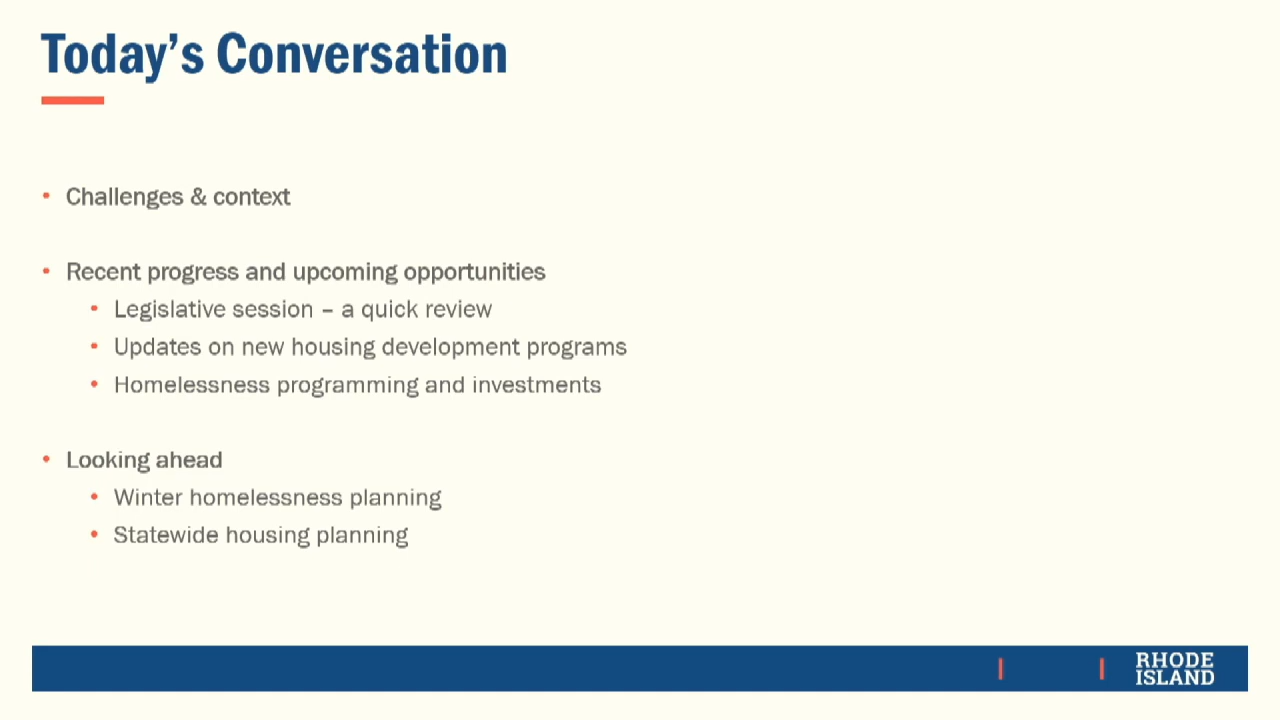 Today's Conversation
• Challenges & context
• Recent progress and upcoming opportunities
• Legislative session – a quick review
• Updates on new housing development programs
• Homelessness programming and investments
• Looking ahead
• Winter homelessness planning
• Statewide housing planning
RHODE
ISLAND